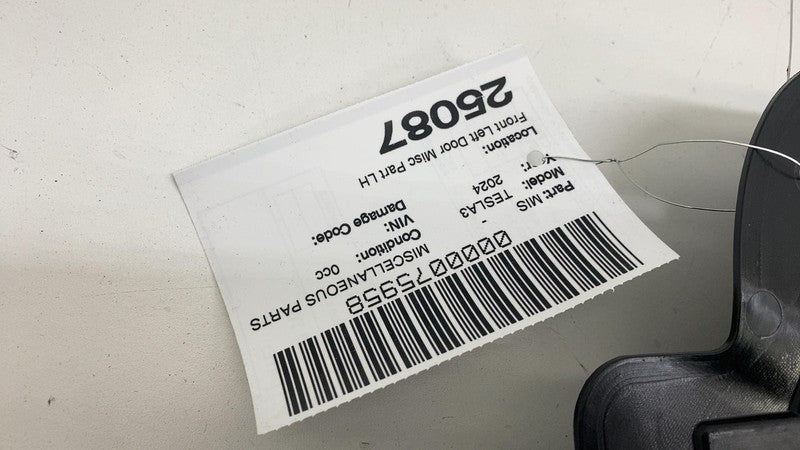 0000075958
Part: MIS - MISCELLANEOUS PARTS
Model: TESLA3 Condition: 0cc
Year: 2024 VIN:
Location: Damage Code:
Front Left Door Misc Part LH
25087